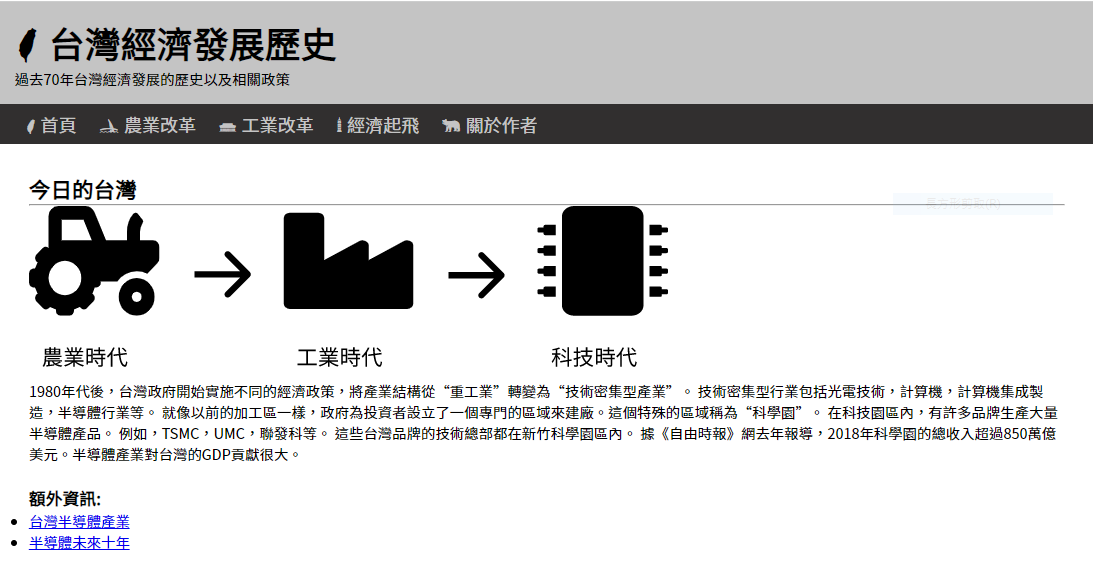 台灣經濟發展歷史
過去70年台灣經濟發展的歷史以及相關政策
首頁 農業改革 工業改革 經濟起飛 關於作者
今日的台灣
農業時代 工業時代 科技時代
1980年代後，台灣政府開始實施不同的經濟政策，將產業結構從“重工業”轉變為“技術密集型產業”。 技術密集型行業包括光電技術，計算機，計算機集成製
造，半導體行業等。 就像以前的加工區一樣，政府為投資者設立了一個專門的區域來建廠。這個特殊的區域稱為“科學園”。 在科技園區內，有許多品牌生產大量
半導體產品。 例如，TSMC，UMC，聯發科等。 這些台灣品牌的技術總部都在新竹科學園區內。 據《自由時報》網去年報導，2018年科學園的總收入超過850萬億
美元。半導體產業對台灣的GDP貢獻很大。
額外資訊:
台灣半導體產業
半導體未來十年